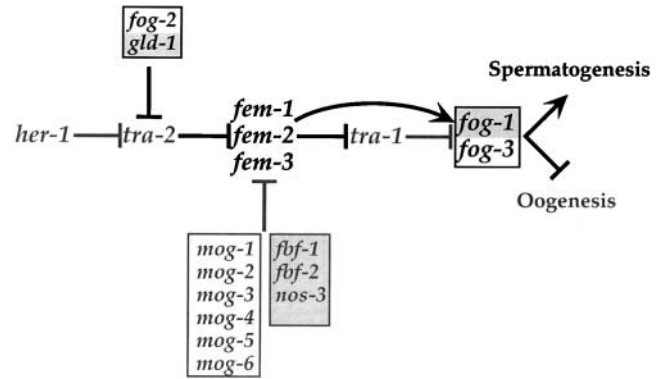 fog-2
gld-1
Spermatogenesis
her-1 tra-2 fem-1 fem-2 fem-3 tra-1 fog-1 fog-3
Oogenesis
mog-1 fbf-1
mog-2 fbf-2
mog-3 nos-3
mog-4
mog-5
mog-6